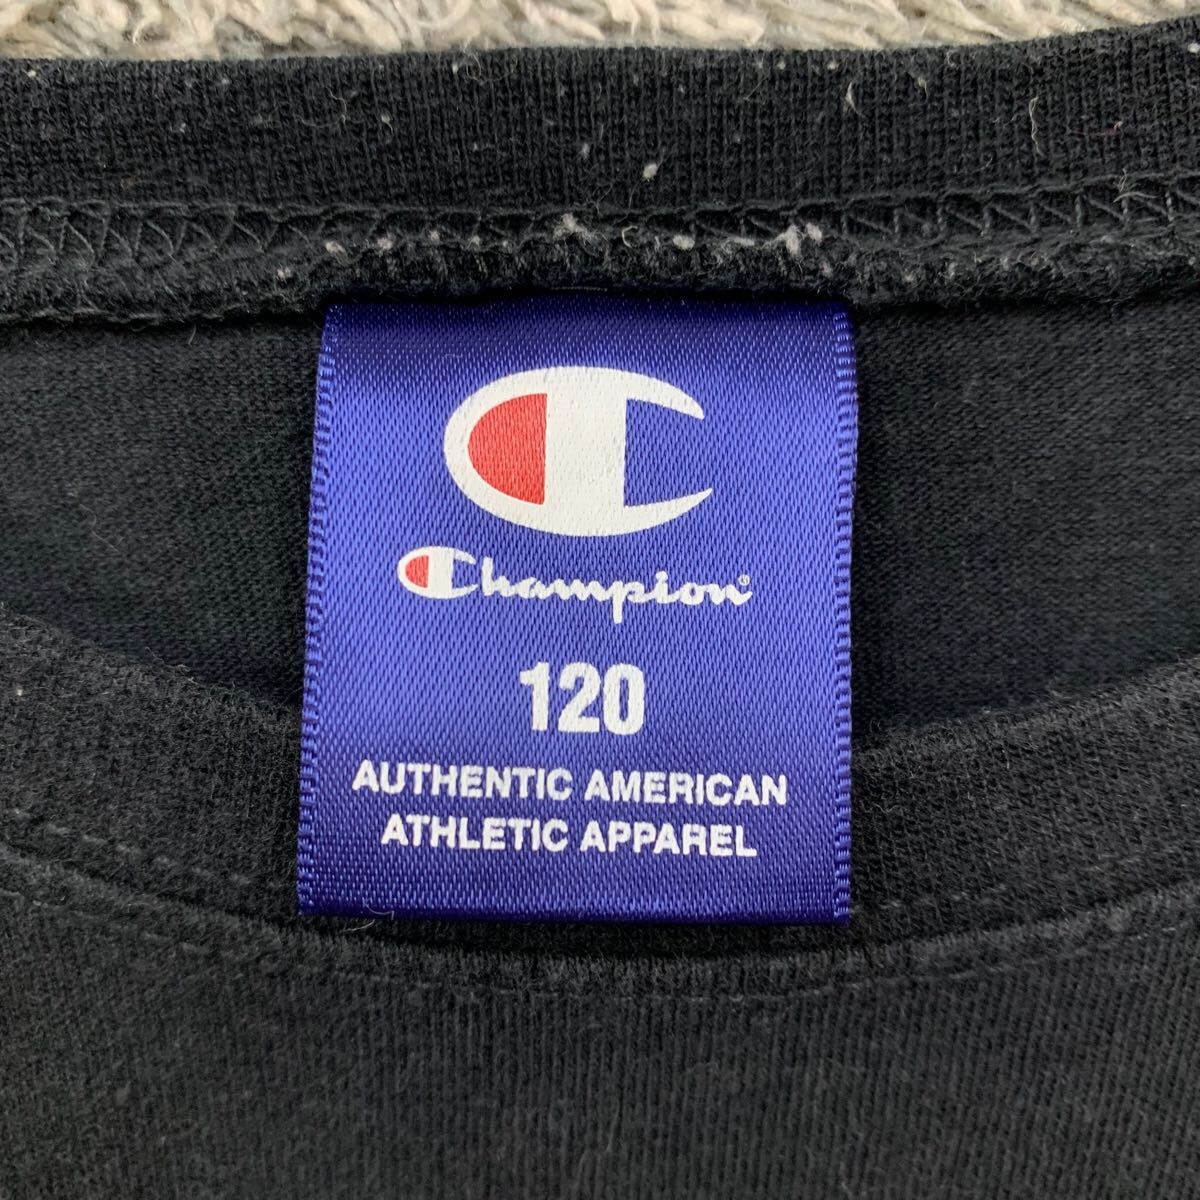 Champion®
120
AUTHENTIC AMERICAN
ATHLETIC APPAREL